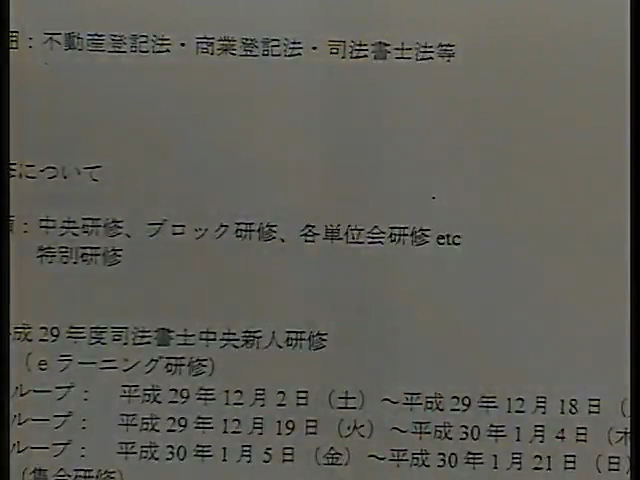 ：不動産登記法・商業登記法・司法書士法等
について
：中央研修、ブロック研修、各単位会研修 etc
特別研修
成 29 年度司法書士中央新人研修
（e ラーニング研修）
ループ： 平成 29 年 12 月 2 日（土）～平成 29 年 12 月 18 日（
ループ： 平成 29 年 12 月 19 日（火）～平成 30 年 1 月 4 日（木
ループ： 平成 30 年 1 月 5 日（金）～平成 30 年 1 月 21 日（日）
（集合研修）